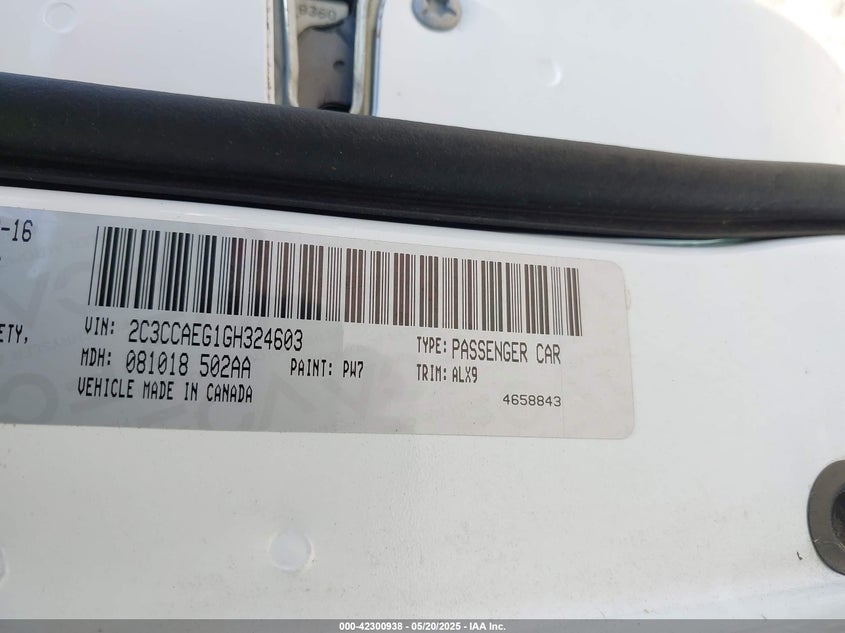 8360
-16
ETY,
VIN: 2C3CCAEG1GH324603
TYPE: PASSENGER CAR
MDH: 081018 502AA
PAINT: PW7
TRIM: ALX9
VEHICLE MADE IN CANADA
4658843
000-42300938 - 05/20/2025 - IAA Inc.